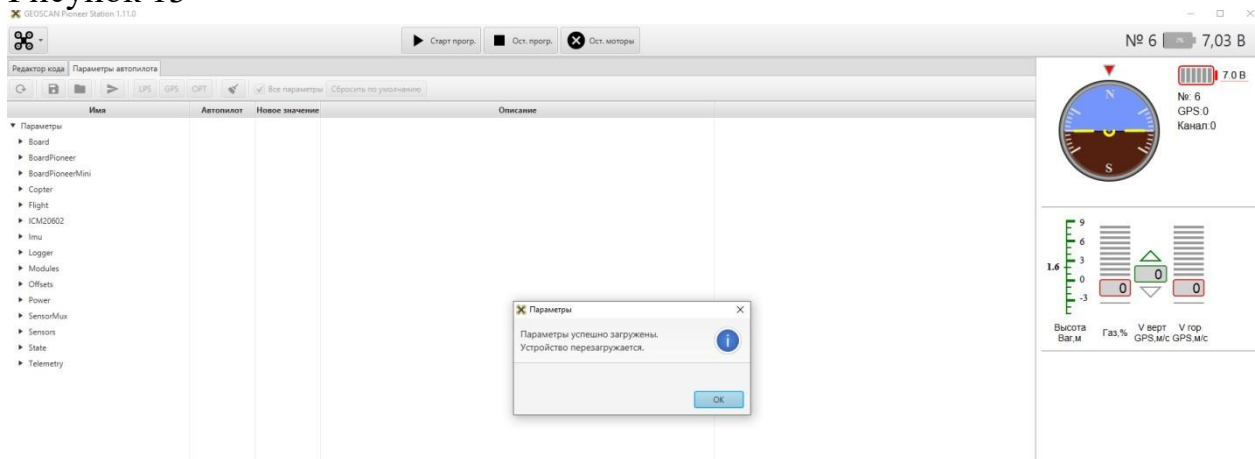 Рисунок 13
GEOSCAN Pioneer Station 1.11.0
Старт прогр. Ост. прогр. Ост. моторы № 6 7,03 В
Редактор кода Параметры автопилота
LPS GPS OPT Все параметры Сбросить по умолчанию
Имя Автопилот Новое значение Описание
Параметры
Board
BoardPioneer
BoardPioneerMini
Copter
Flight
ICM20602
Imu
Logger
Modules
Offsets
Power
SensorMux
Sensors
State
Telemetry
Параметры
Параметры успешно загружены.
Устройство перезагружается.
OK
N
S
7.0 В
№: 6
GPS:0
Канал:0
9
6
3
0
-3
1.6
0
0
0
Высота
Bar,м
Газ,%
V верт
GPS,м/с
V гор
GPS,м/с